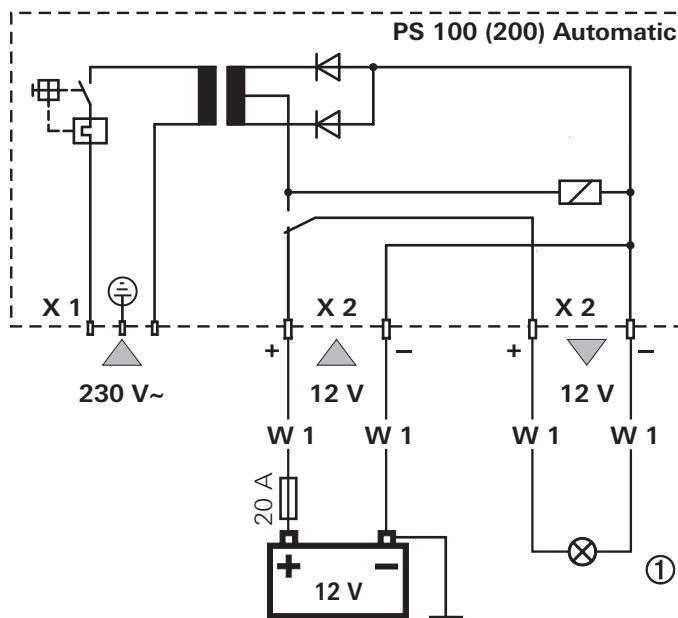 PS 100 (200) Automatic
X 1
X 2
X 2
+
–
+
–
230 V~
12 V
12 V
W 1
W 1
W 1
W 1
20 A
+
–
12 V
①